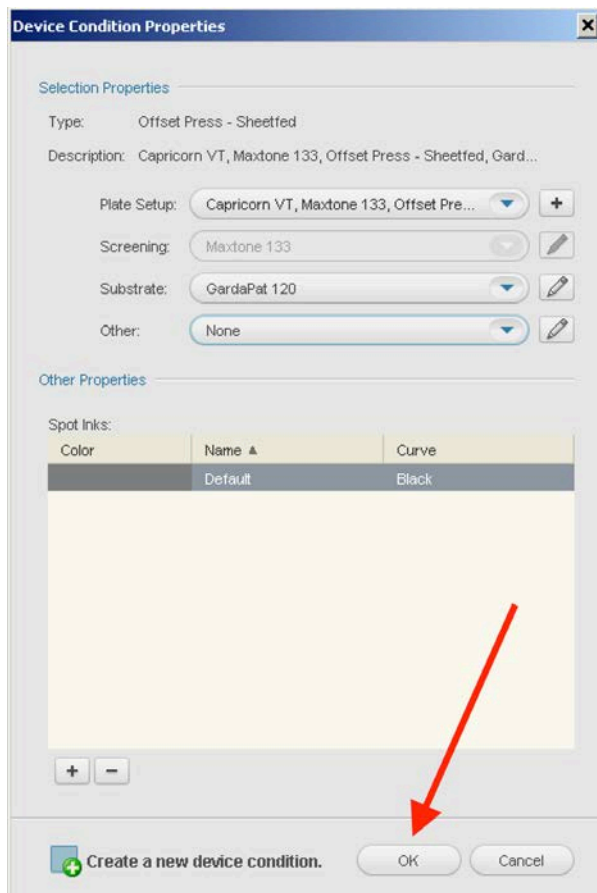 Device Condition Properties
Selection Properties
Type: Offset Press - Sheetfed
Description: Capricorn VT, Maxtone 133, Offset Press - Sheetfed, Gard...
Plate Setup: Capricorn VT, Maxtone 133, Offset Pre...
Screening: Maxtone 133
Substrate: GardaPat 120
Other: None
Other Properties
Spot Inks:
Color Name Curve
Default Black
Create a new device condition. OK Cancel